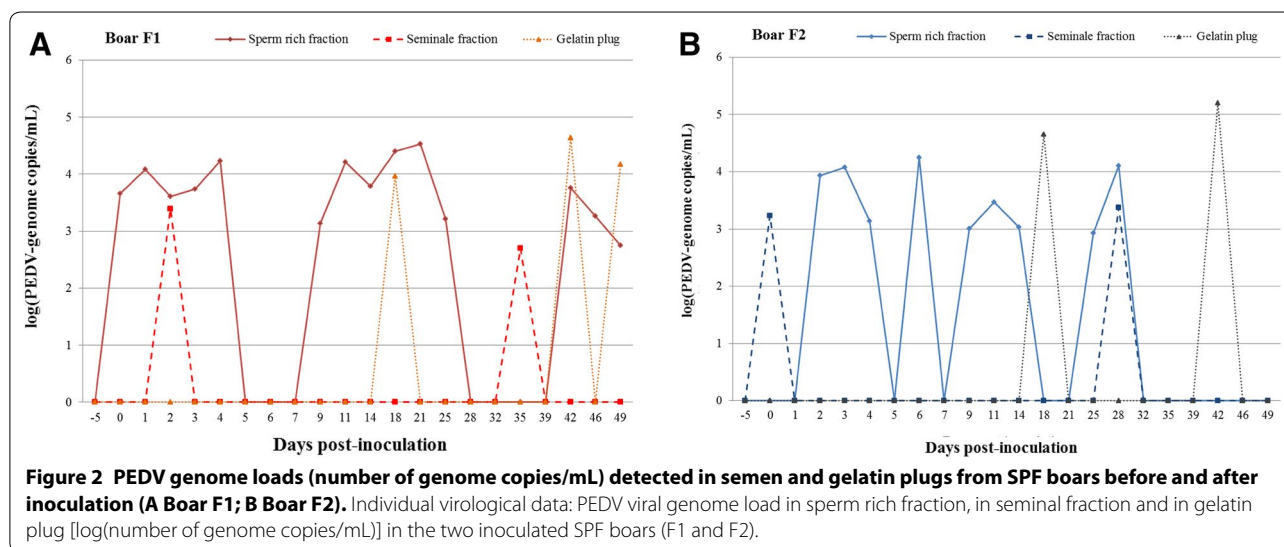 A
Boar F1
Sperm rich fraction
Seminale fraction
Gelatin plug
log(PEDV-genome copies/mL)
6
5
4
3
2
1
0
-5 0 1 2 3 4 5 6 7 9 11 14 18 21 25 28 32 35 39 42 46 49
Days post-inoculation
B
Boar F2
Sperm rich fraction
Seminale fraction
Gelatin plug
log(PEDV-genome copies/mL)
6
5
4
3
2
1
0
-5 0 1 2 3 4 5 6 7 9 11 14 18 21 25 28 32 35 39 42 46 49
Days post-inoculation
Figure 2 PEDV genome loads (number of genome copies/mL) detected in semen and gelatin plugs from SPF boars before and after
inoculation (A Boar F1; B Boar F2). Individual virological data: PEDV viral genome load in sperm rich fraction, in seminal fraction and in gelatin
plug [log(number of genome copies/mL)] in the two inoculated SPF boars (F1 and F2).